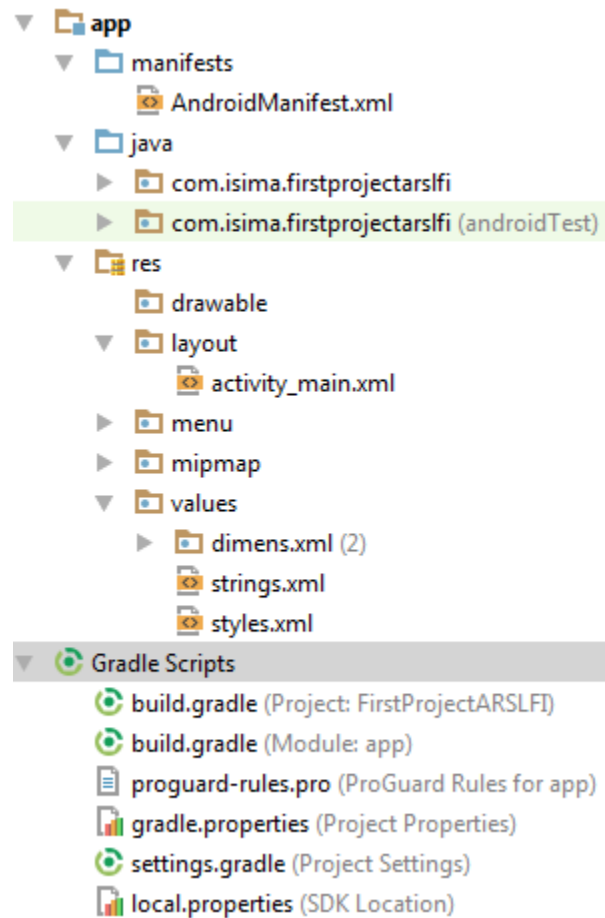 app
manifests
AndroidManifest.xml
java
com.isima.firstprojectarslfi
com.isima.firstprojectarslfi (androidTest)
res
drawable
layout
activity_main.xml
menu
mipmap
values
dimens.xml (2)
strings.xml
styles.xml
Gradle Scripts
build.gradle (Project: FirstProjectARSLFI)
build.gradle (Module: app)
proguard-rules.pro (ProGuard Rules for app)
gradle.properties (Project Properties)
settings.gradle (Project Settings)
local.properties (SDK Location)